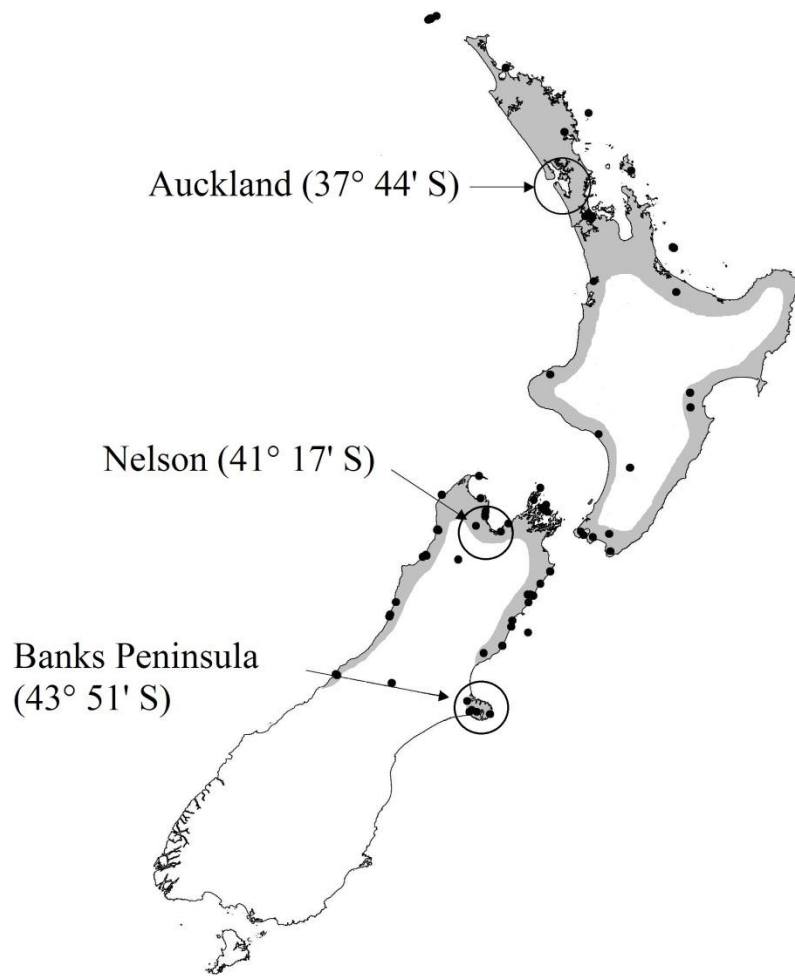 Auckland (37° 44' S)
Nelson (41° 17' S)
Banks Peninsula
(43° 51' S)